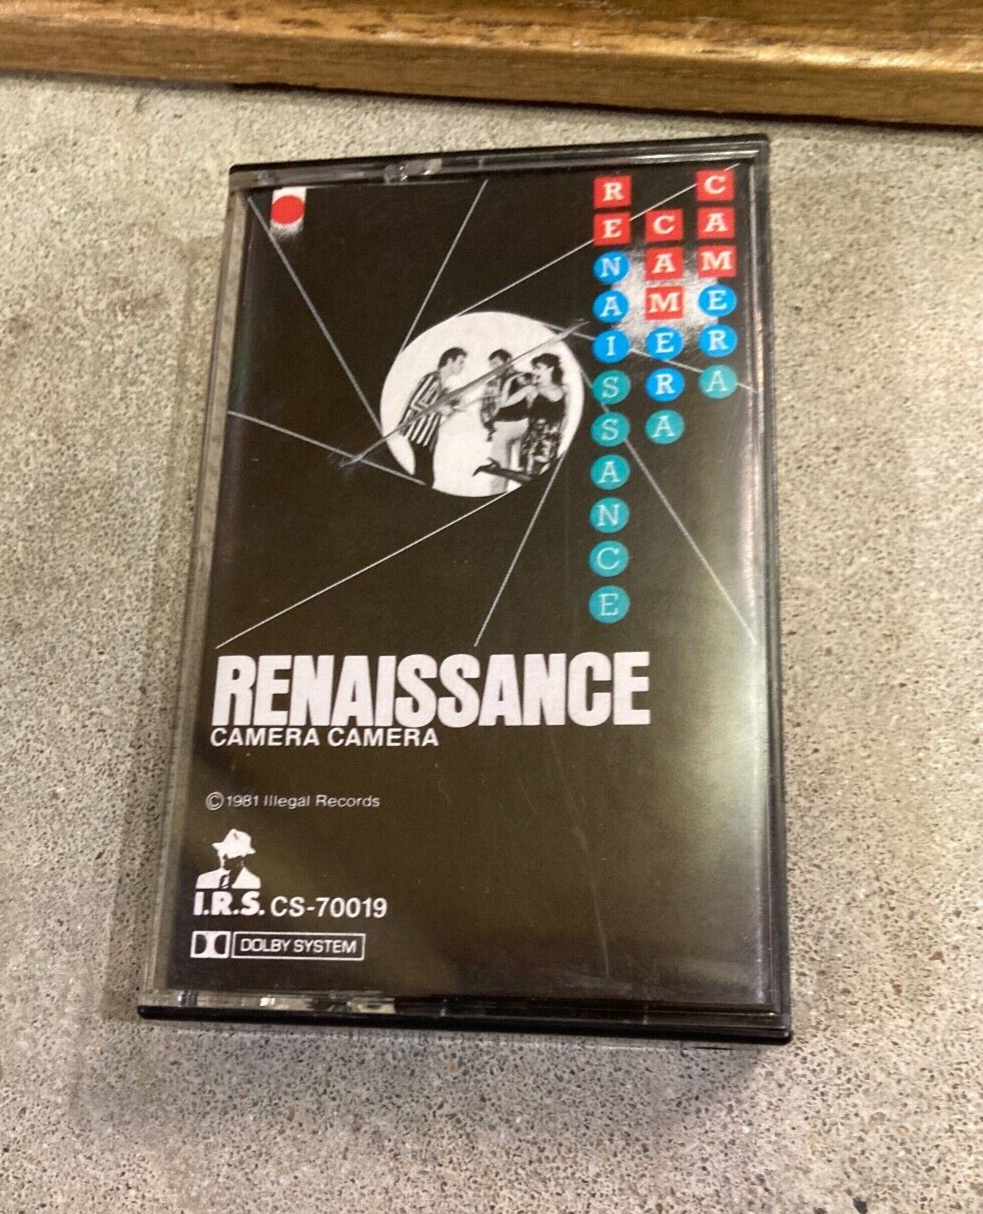 RENAISSANCE
CAMERA
CAMERA
RENAISSANCE
CAMERA CAMERA
©1981 Illegal Records
I.R.S. CS-70019
DOLBY SYSTEM